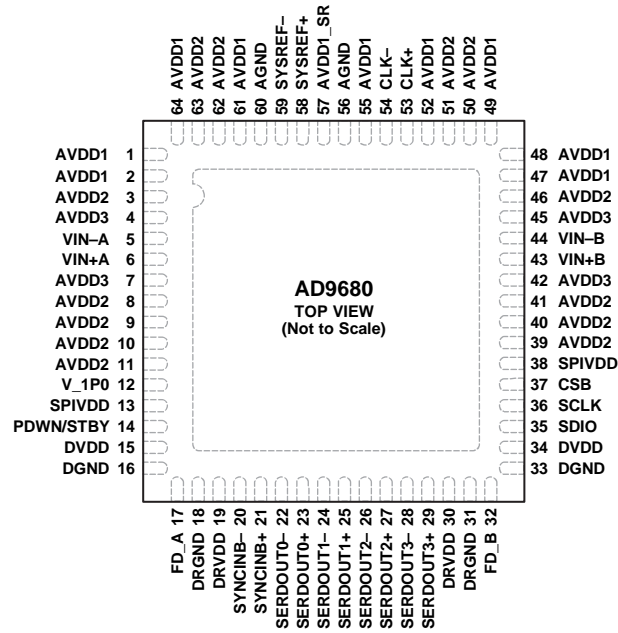 64 AVDD1
63 AVDD2
62 AVDD2
61 AVDD1
60 AGND
59 SYSREF–
58 SYSREF+
57 AVDD1_SR
56 AGND
55 AVDD1
54 CLK–
53 CLK+
52 AVDD1
51 AVDD2
50 AVDD2
49 AVDD1
AVDD1 1
AVDD1 2
AVDD2 3
AVDD3 4
VIN–A 5
VIN+A 6
AVDD3 7
AVDD2 8
AVDD2 9
AVDD2 10
AVDD2 11
V_1P0 12
SPIVDD 13
PDWN/STBY 14
DVDD 15
DGND 16
AD9680
TOP VIEW
(Not to Scale)
48 AVDD1
47 AVDD1
46 AVDD2
45 AVDD3
44 VIN–B
43 VIN+B
42 AVDD3
41 AVDD2
40 AVDD2
39 AVDD2
38 SPIVDD
37 CSB
36 SCLK
35 SDIO
34 DVDD
33 DGND
FD_A 17
DRGND 18
DRVDD 19
SYNCINB– 20
SYNCINB+ 21
SERDOUT0– 22
SERDOUT0+ 23
SERDOUT1– 24
SERDOUT1+ 25
SERDOUT2– 26
SERDOUT2+ 27
SERDOUT3– 28
SERDOUT3+ 29
DRVDD 30
DRGND 31
FD_B 32